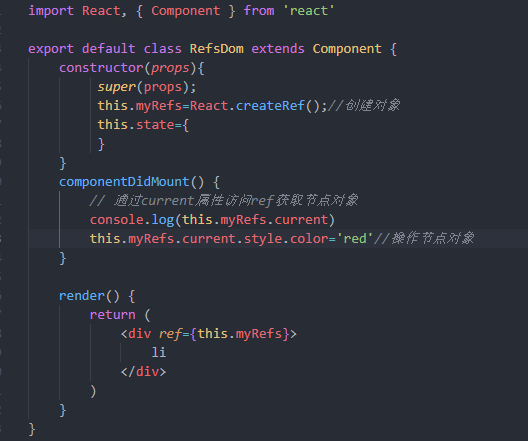 import React, { Component } from 'react'
export default class RefsDom extends Component {
constructor(props){
super(props);
this.myRefs=React.createRef();//创建对象
this.state={
}
}
componentDidMount() {
// 通过current属性访问ref获取节点对象
console.log(this.myRefs.current)
this.myRefs.current.style.color='red'//操作节点对象
}
render() {
return (
<div ref={this.myRefs}>
li
</div>
)
}
}